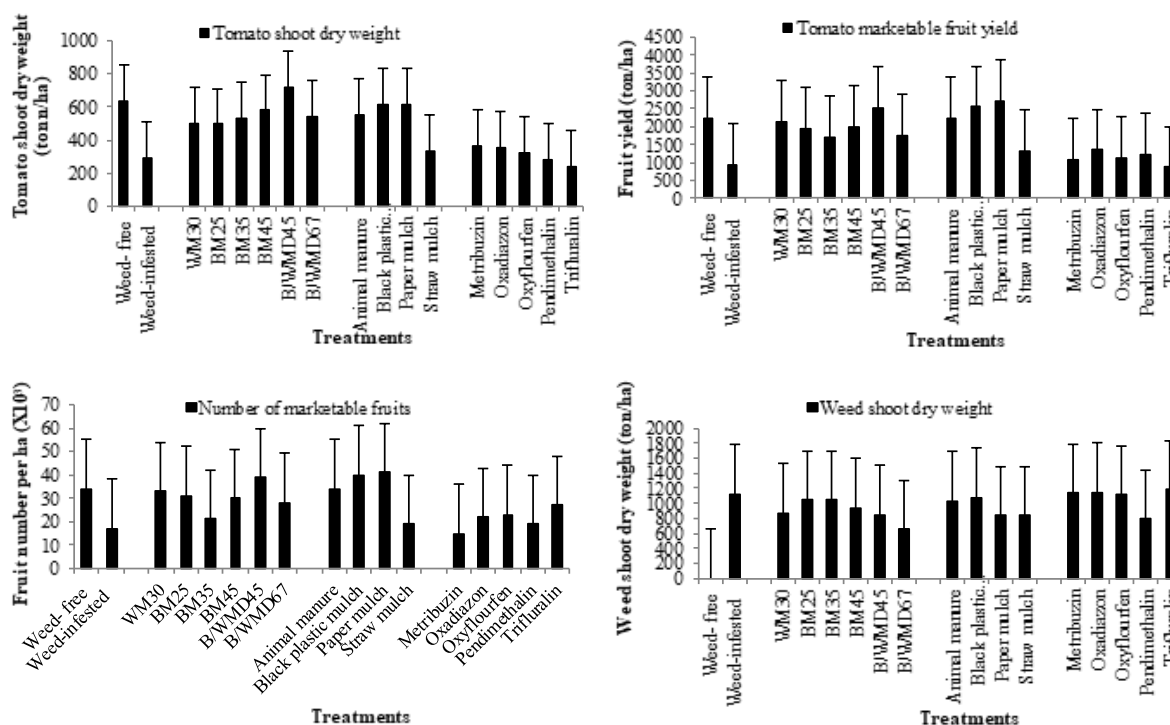 Tomato shoot dry weight
Tomato shoot dry weight
(tonn/ha)
1000
800
600
400
200
0
Weed- free
Weed-infested
WM30
BM25
BM35
BM45
B/WMD45
B/WMD67
Animal manure
Black plastic..
Paper mulch
Straw mulch
Metribuzin
Oxadiazon
Oxyflourfen
Pendimethalin
Trifluralin
Treatments
Tomato marketable fruit yield
Fruit yield (ton/ha)
4500
4000
3500
3000
2500
2000
1500
1000
500
0
Weed- free
Weed-infested
WM30
BM25
BM35
BM45
B/WMD45
B/WMD67
Animal manure
Black plastic...
Paper mulch
Straw mulch
Metribuzin
Oxadiazon
Oxyflourfen
Pendimethalin
Treatments
Number of marketable fruits
70
60
50
40
30
20
10
0
Weed- free
Weed-infested
WM30
BM25
BM35
BM45
B/WMD45
B/WMD67
Animal manure
Black plastic mulch
Paper mulch
Straw mulch
Metribuzin
Oxadiazon
Oxyflourfen
Pendimethalin
Trifluralin
Fruit number per ha
Treatments
Weed shoot dry weight
Weed shoot dry weight (ton/ha)
2000
1800
1600
1400
1200
1000
800
600
400
200
0
Weed- free
Weed-infested
WM30
BM25
BM35
BM45
B/WMD45
B/WMD67
Animal manure
Black plastic...
Paper mulch
Straw mulch
Metribuzin
Oxadiazon
Oxyflourfen
Pendimethalin
Treatments